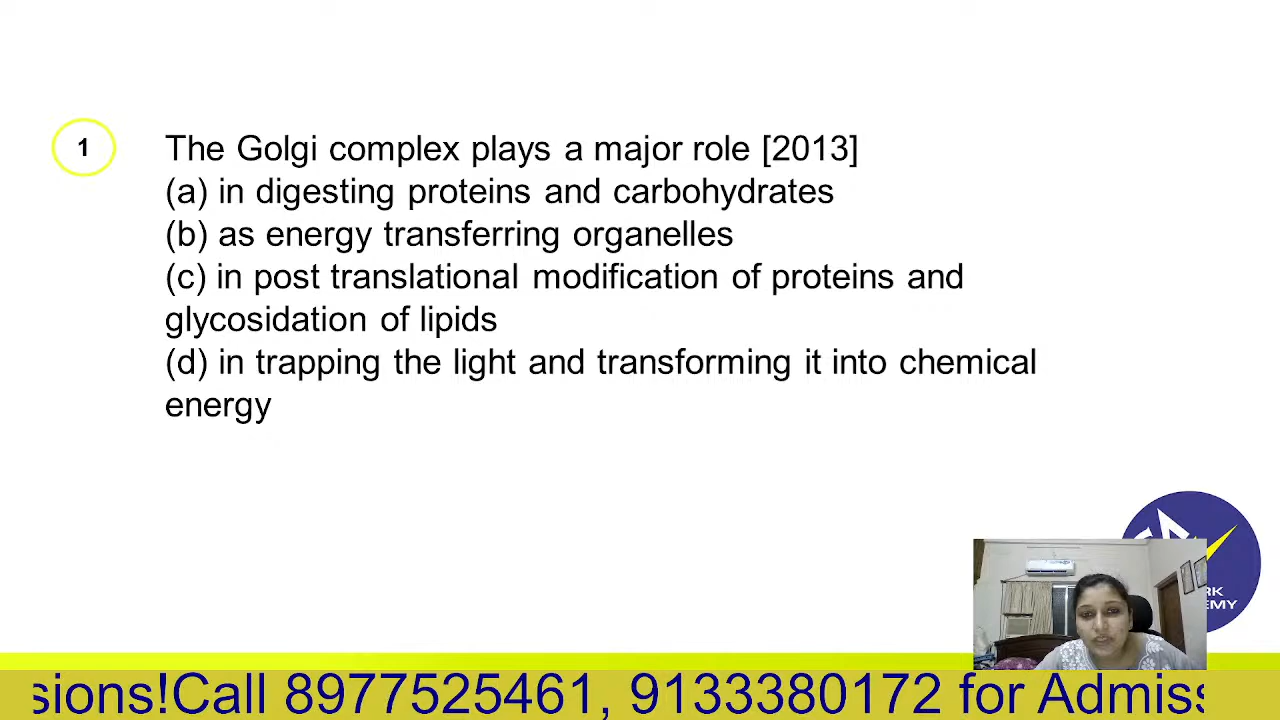 1
The Golgi complex plays a major role [2013]
(a) in digesting proteins and carbohydrates
(b) as energy transferring organelles
(c) in post translational modification of proteins and
glycosidation of lipids
(d) in trapping the light and transforming it into chemical
energy
sions!Call 8977525461, 9133380172 for Admiss